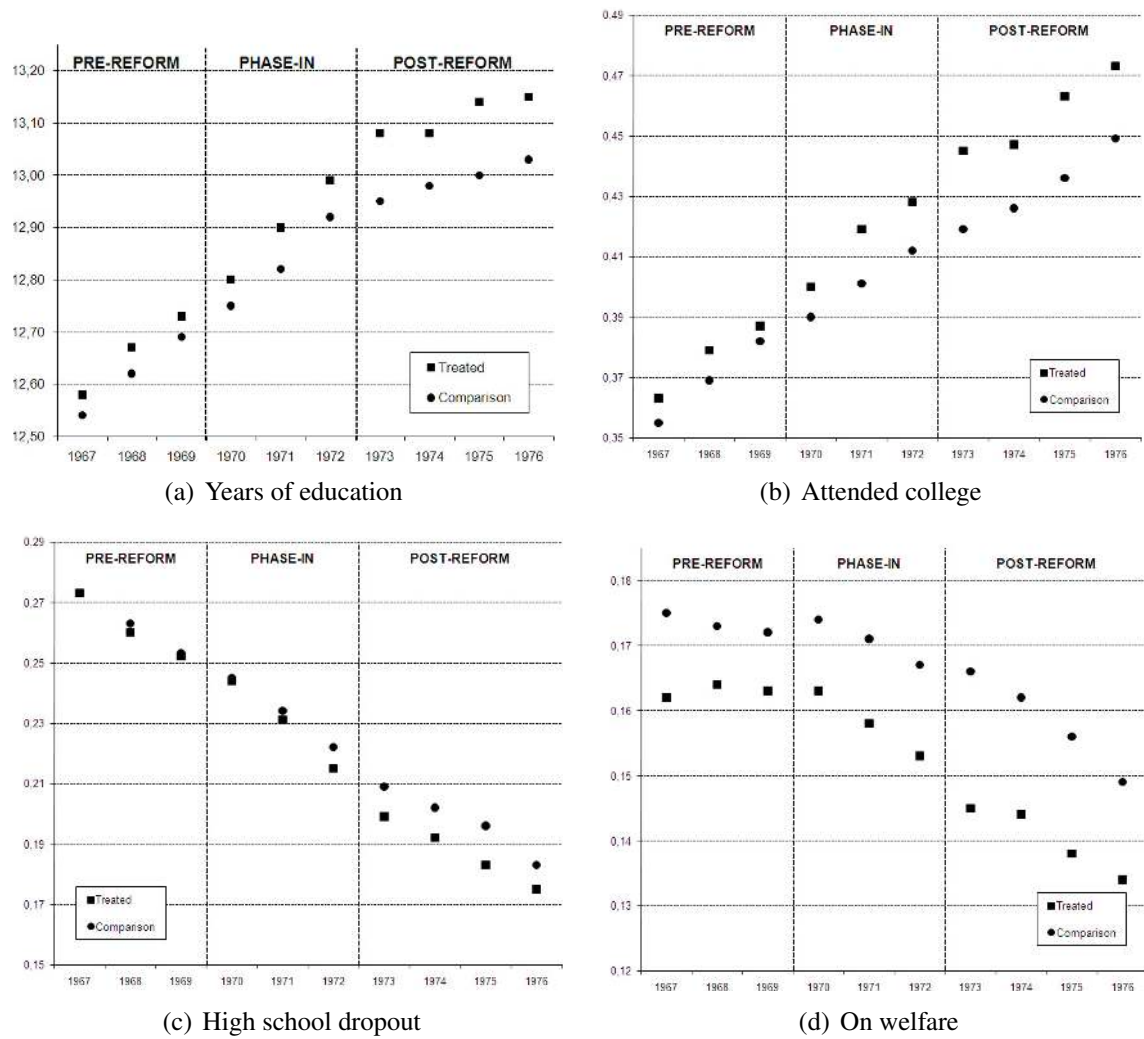 PRE-REFORM PHASE-IN POST-REFORM
13,20
13,10
13,00
12,90
12,80
12,70
12,60
12,50
Treated
Comparison
1967 1968 1969 1970 1971 1972 1973 1974 1975 1976
(a) Years of education
0,49
PRE-REFORM PHASE-IN POST-REFORM
0,47
0,45
0,43
0,41
0,39
0,37
0,35
Treated
Comparison
1967 1968 1969 1970 1971 1972 1973 1974 1975 1976
(b) Attended college
0,29
PRE-REFORM PHASE-IN POST-REFORM
0,27
0,25
0,23
0,21
0,19
0,17
0,15
Treated
Comparison
1967 1968 1969 1970 1971 1972 1973 1974 1975 1976
(c) High school dropout
PRE-REFORM PHASE-IN POST-REFORM
0,18
0,17
0,16
0,15
0,14
0,13
0,12
Treated
Comparison
1967 1968 1969 1970 1971 1972 1973 1974 1975 1976
(d) On welfare